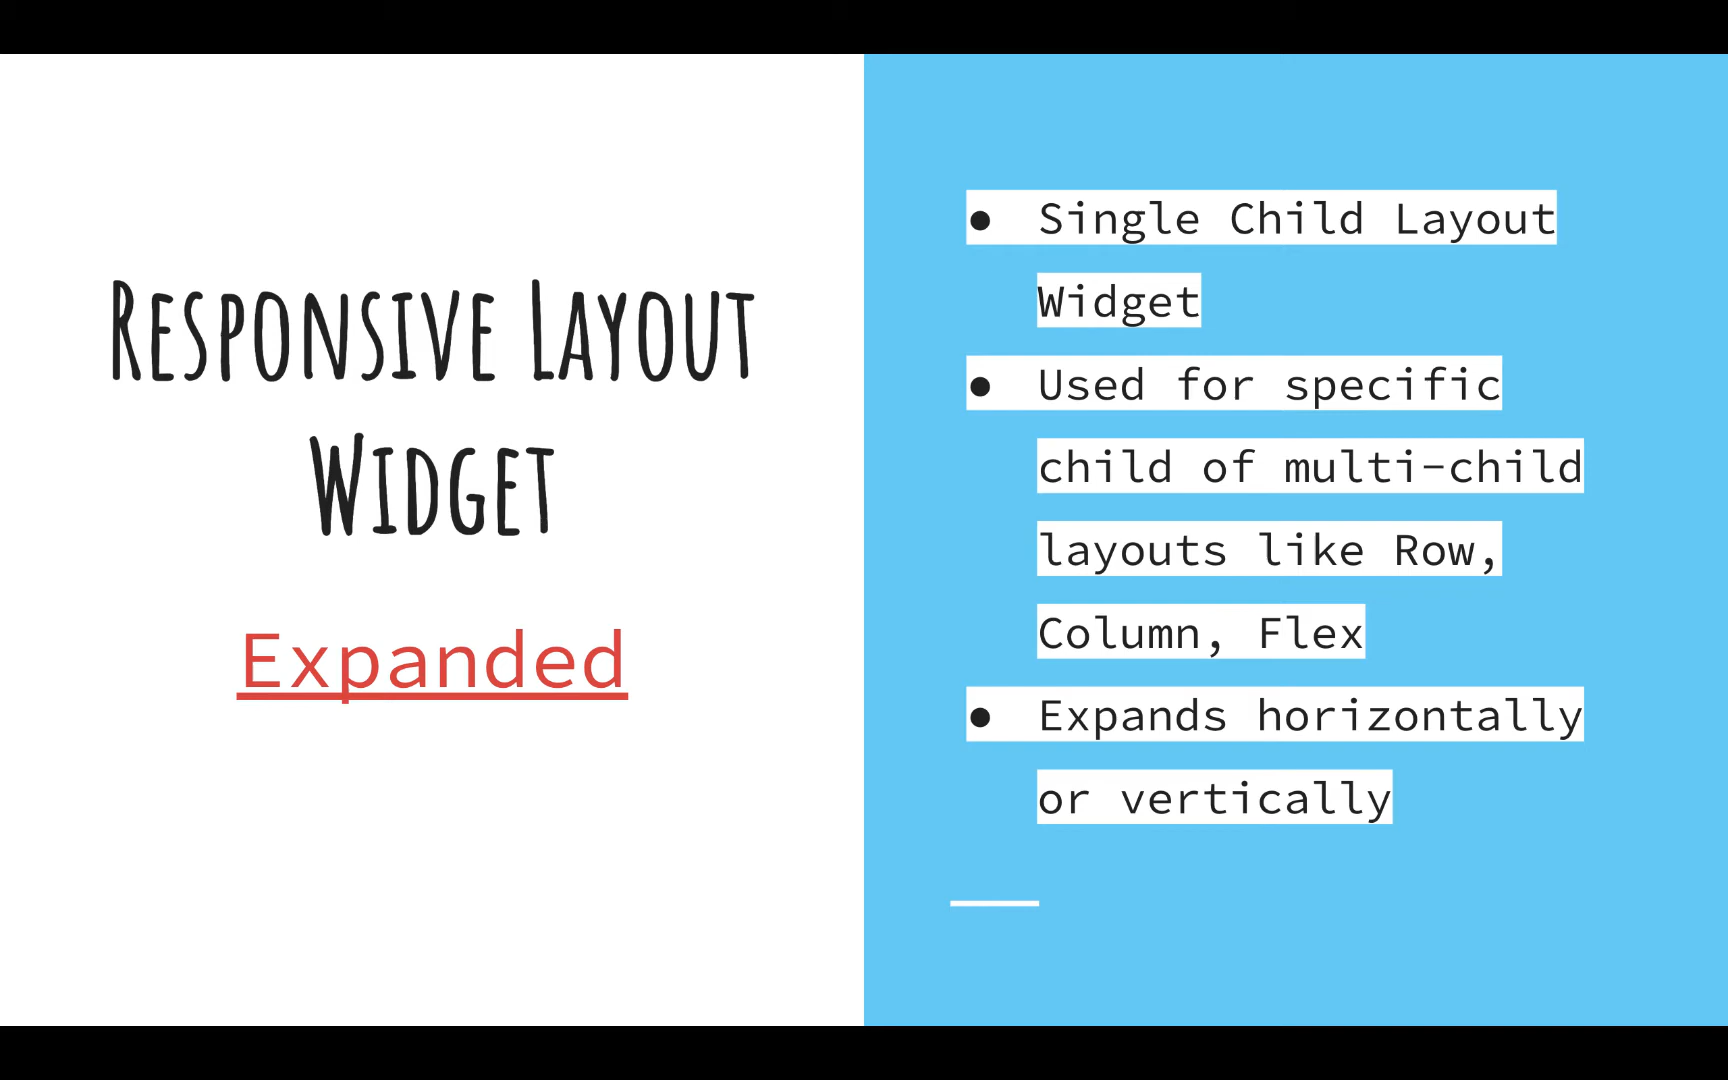 Responsive Layout
Widget
Expanded
● Single Child Layout
Widget
● Used for specific
child of multi-child
layouts like Row,
Column, Flex
● Expands horizontally
or vertically